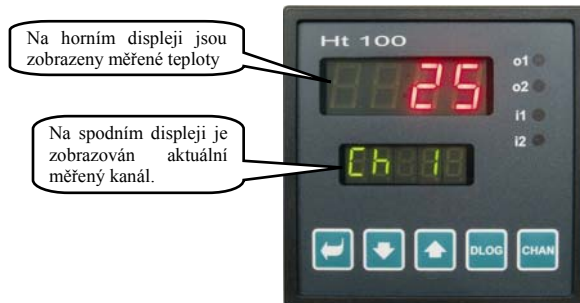 Na horním displeji jsou
zobrazeny měřené teploty
Na spodním displeji je
zobrazován aktuální
měřený kanál.
Ht 100
25
o1
o2
i1
i2
Ch 1
DLOG
CHAN